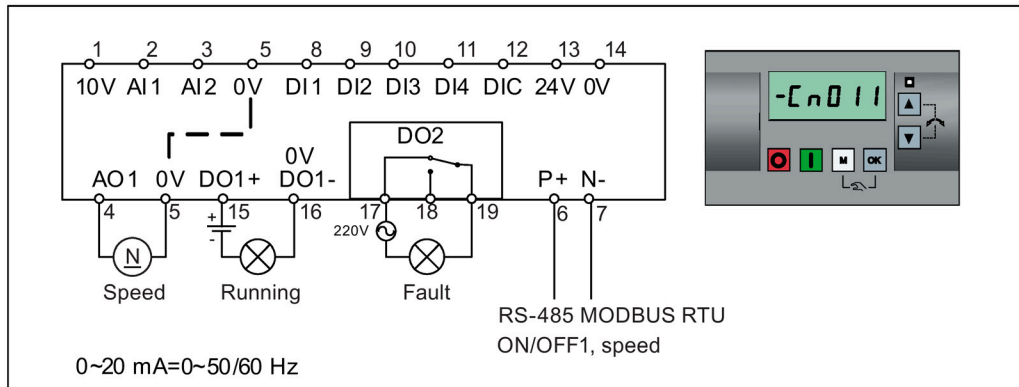 1 2 3 5 8 9 10 11 12 13 14
10V AI1 AI2 0V DI1 DI2 DI3 DI4 DIC 24V 0V
DO2
0V
AO1 0V DO1+ DO1- P+ N-
4 5 15 16 17 18 19 6 7
+
-
220V
N
Speed Running Fault
RS-485 MODBUS RTU
ON/OFF1, speed
0~20 mA=0~50/60 Hz
-Cn011
M OK